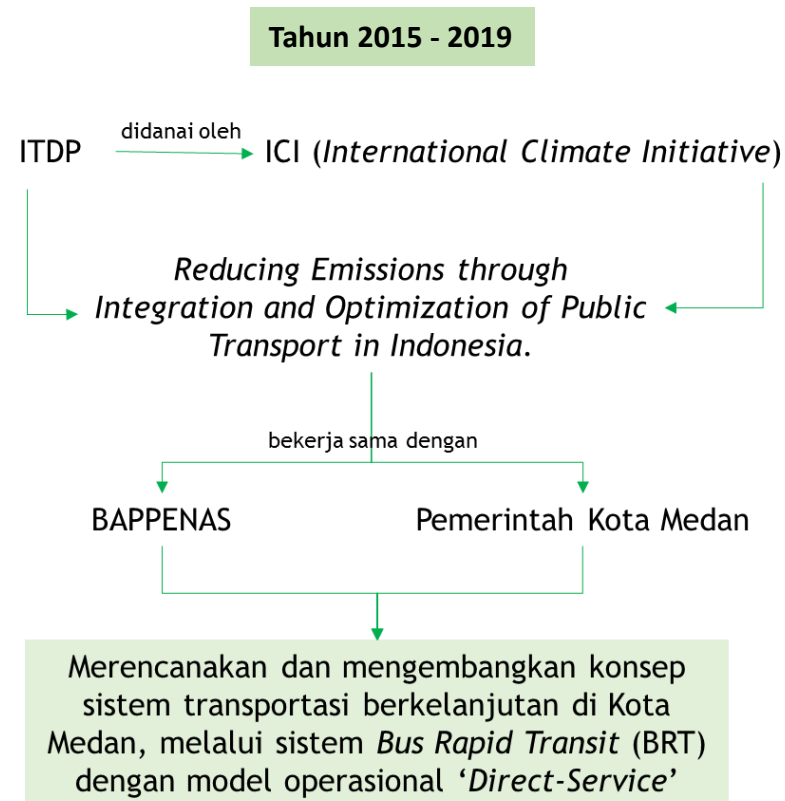 Tahun 2015 - 2019
didanai oleh
ITDP
ICI (International Climate Initiative)
Reducing Emissions through
Integration and Optimization of Public
Transport in Indonesia.
bekerja sama dengan
BAPPENAS
Pemerintah Kota Medan
Merencanakan dan mengembangkan konsep
sistem transportasi berkelanjutan di Kota
Medan, melalui sistem Bus Rapid Transit (BRT)
dengan model operasional ‘Direct-Service’